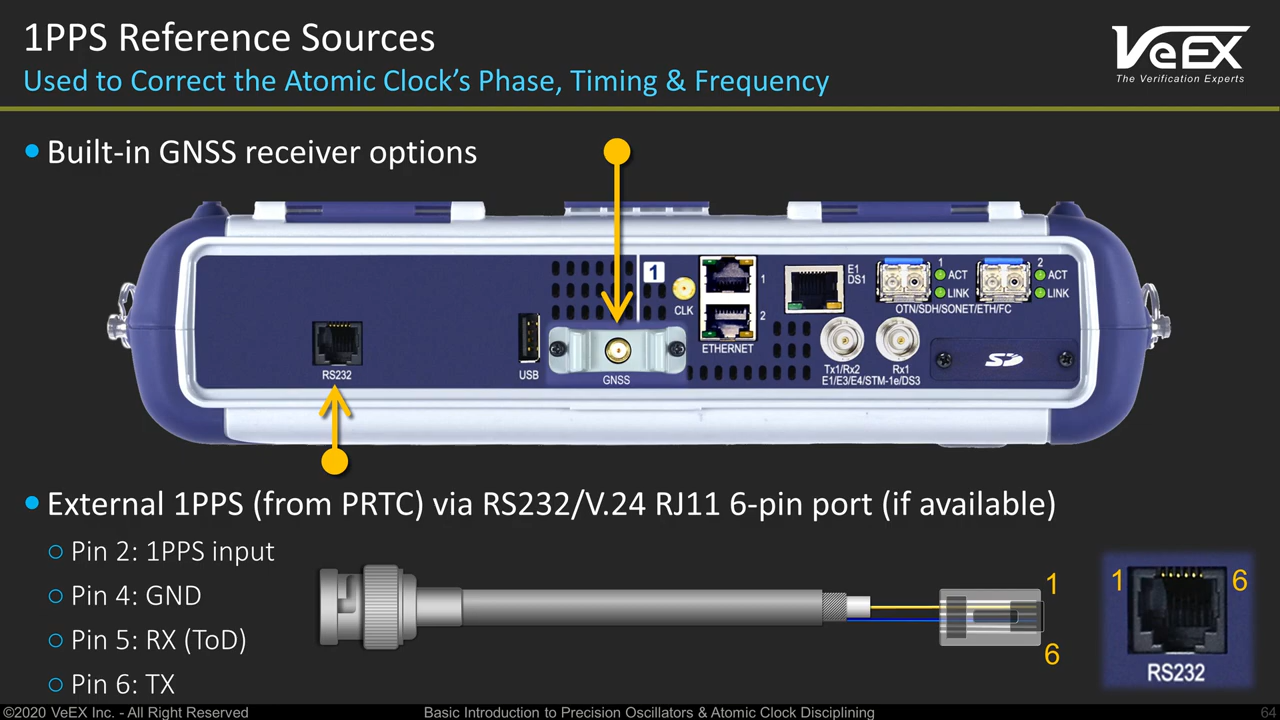 1PPS Reference Sources
Used to Correct the Atomic Clock's Phase, Timing & Frequency
VeEX
The Verification Experts
Built-in GNSS receiver options
RS232
USB
GNSS
1
CLK
1
2
ETHERNET
E1
DS1
1
ACT
LINK
2
ACT
LINK
OTN/SDH/SONET/ETH/FC
Tx1/Rx2
Rx1
E1/E3/E4/STM-1e/DS3
SD
External 1PPS (from PRTC) via RS232/V.24 RJ11 6-pin port (if available)
Pin 2: 1PPS input
Pin 4: GND
Pin 5: RX (ToD)
Pin 6: TX
1
6
1
6
RS232
©2020 VeEX Inc. - All Right Reserved
Basic Introduction to Precision Oscillators & Atomic Clock Disciplining
64